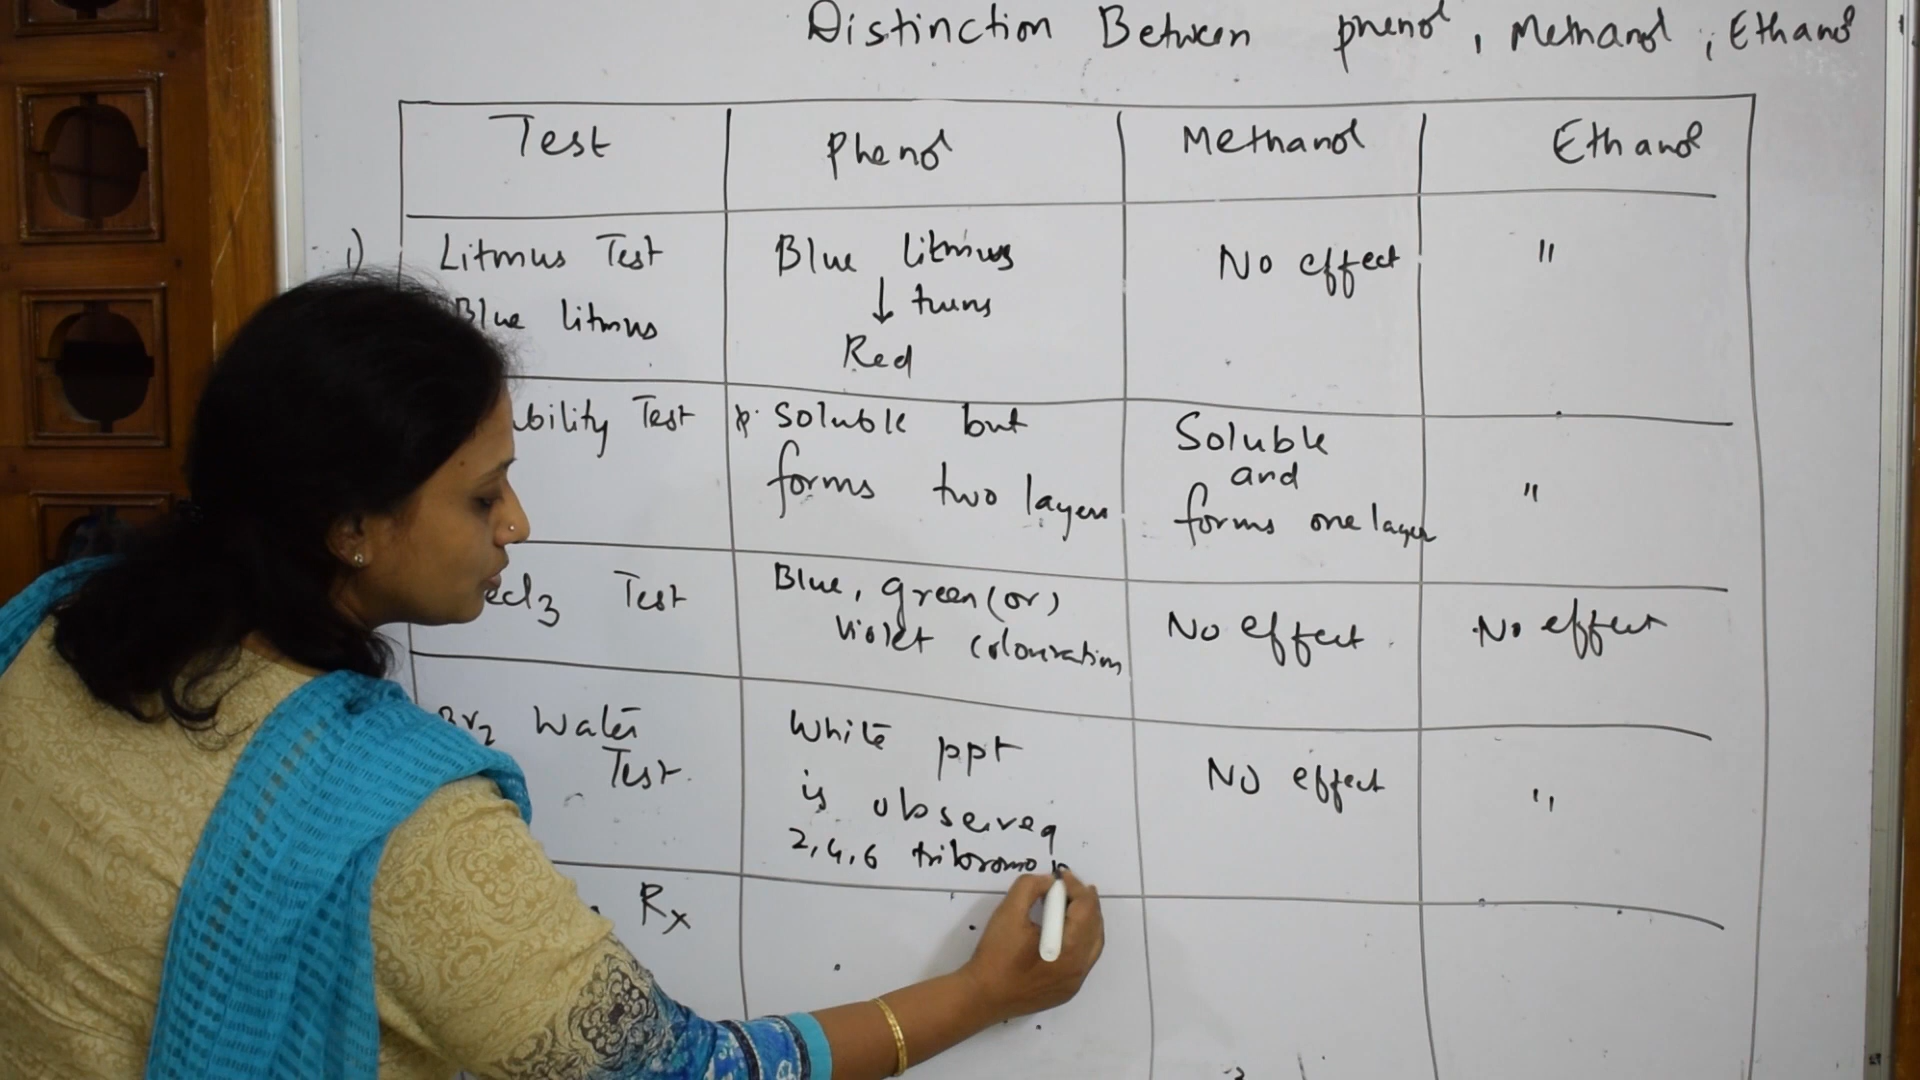 Distinction Between phenol, Methanol, Ethanol
Test Phenol Methanol Ethanol
1) Litmus Test
Blue litmus
Blue litmus
↓ turns
Red
No effect
"
bility Test
Soluble but
forms two layers
Soluble
and
forms one layer
"
ecl3 Test
Blue, green (or)
violet colouration
No effect
No effect
Br2 Water
Test.
White ppt
is observed
2,4,6 tribromo
No effect
"
Rx